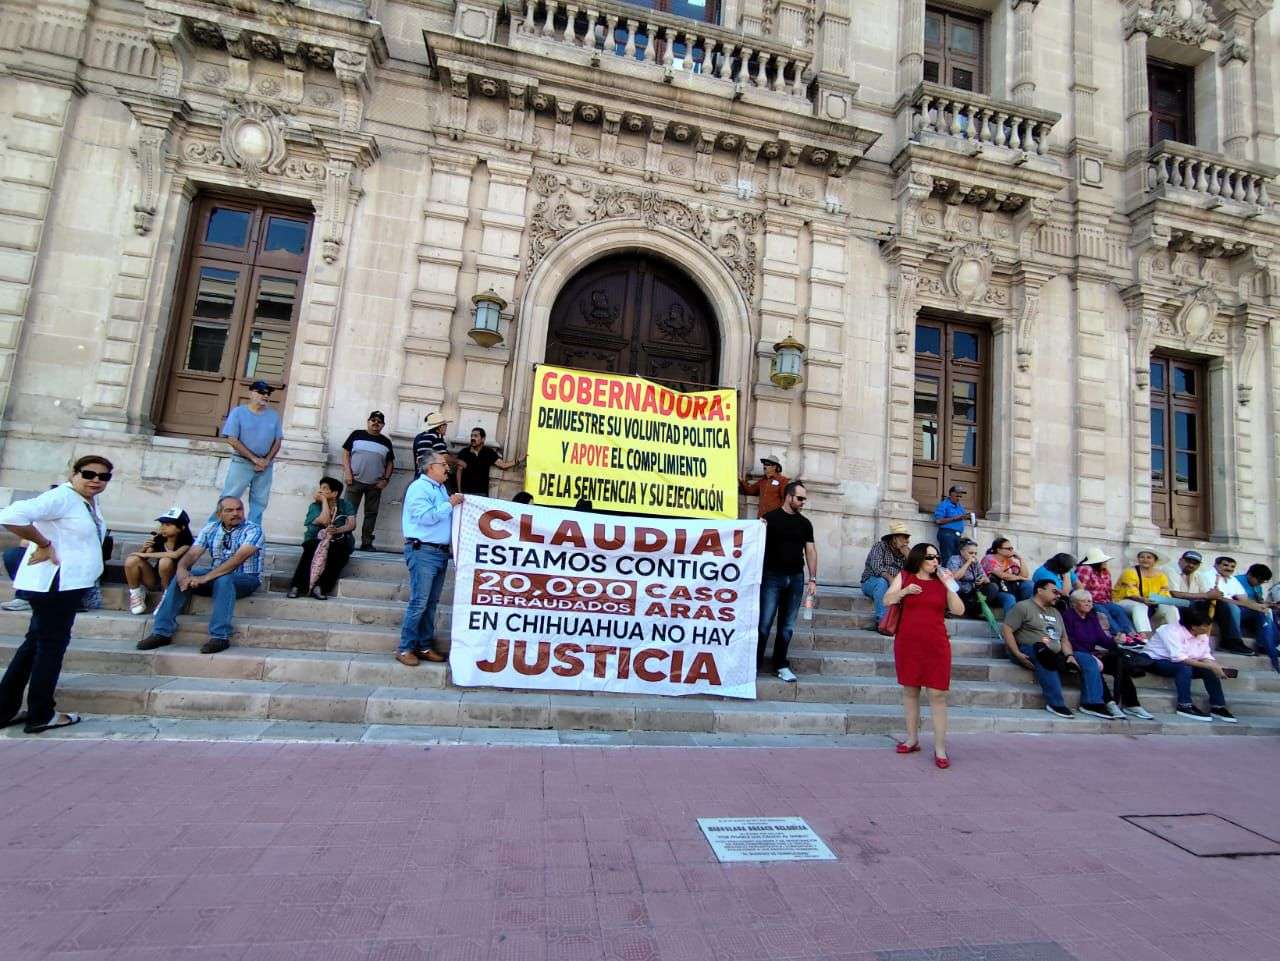 GOBERNADORA:
DEMUESTRE SU VOLUNTAD POLITICA
Y APOYE EL COMPLIMIENTO
DE LA SENTENCIA Y SU EJECUCIÓN
CLAUDIA!
ESTAMOS CONTIGO
20,000 CASO
DEFRAUDADOS ARAS
EN CHIHUAHUA NO HAY
JUSTICIA